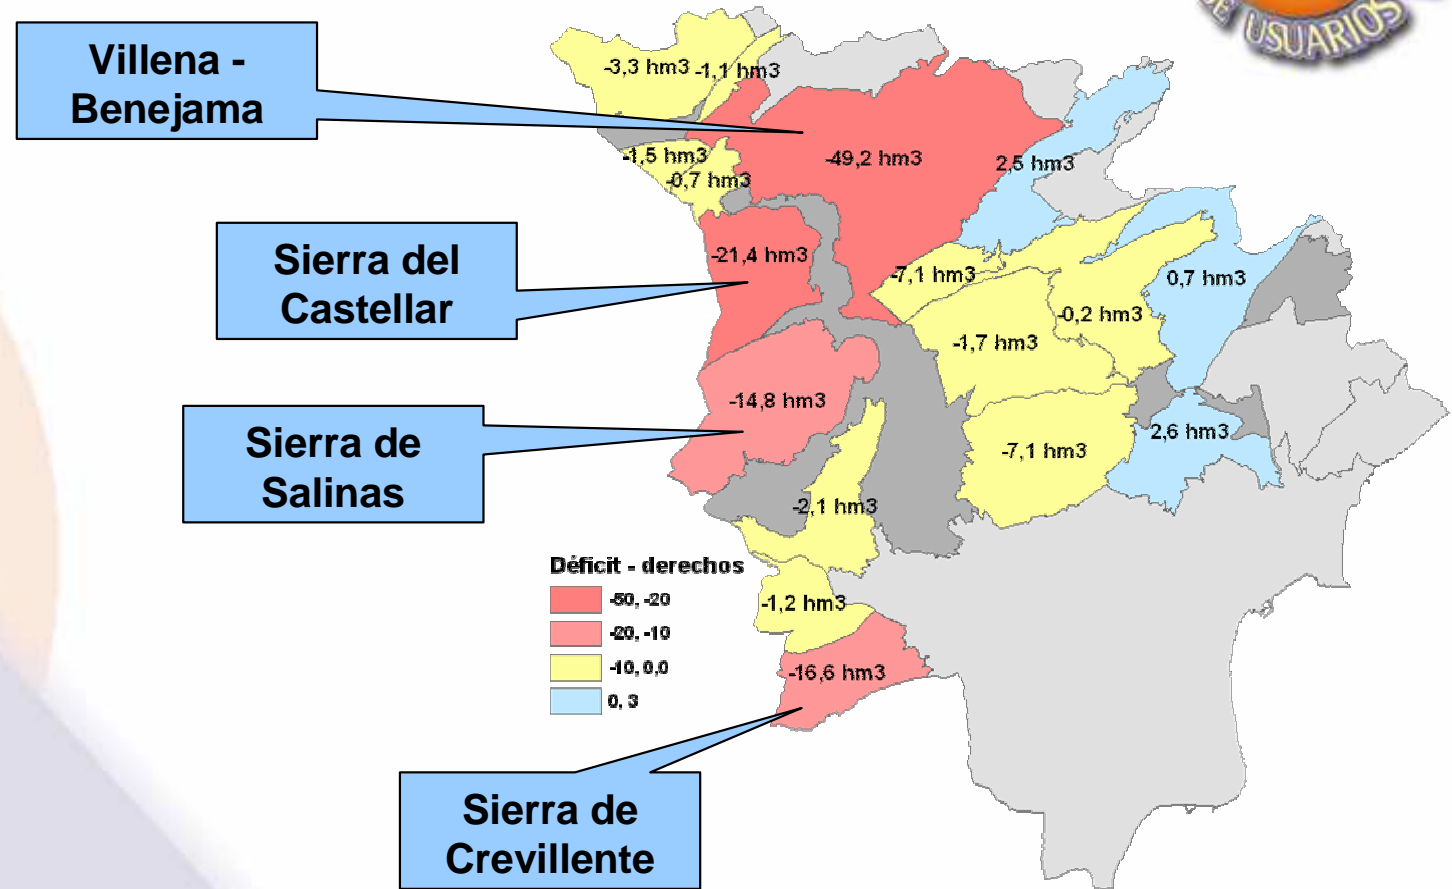 DE USUARIOS
Villena -
Benejama
-3,3 hm3
-1,1 hm3
-49,2 hm3
-1,5 hm3
-0,7 hm3
2,5 hm3
Sierra del
Castellar
-21,4 hm3
-7,1 hm3
0,7 hm3
-0,2 hm3
-1,7 hm3
Sierra de
Salinas
-14,8 hm3
-7,1 hm3
2,6 hm3
-2,1 hm3
Déficit - derechos
-50, -20
-20, -10
-10, 0,0
0, 3
-1,2 hm3
-16,6 hm3
Sierra de
Crevillente